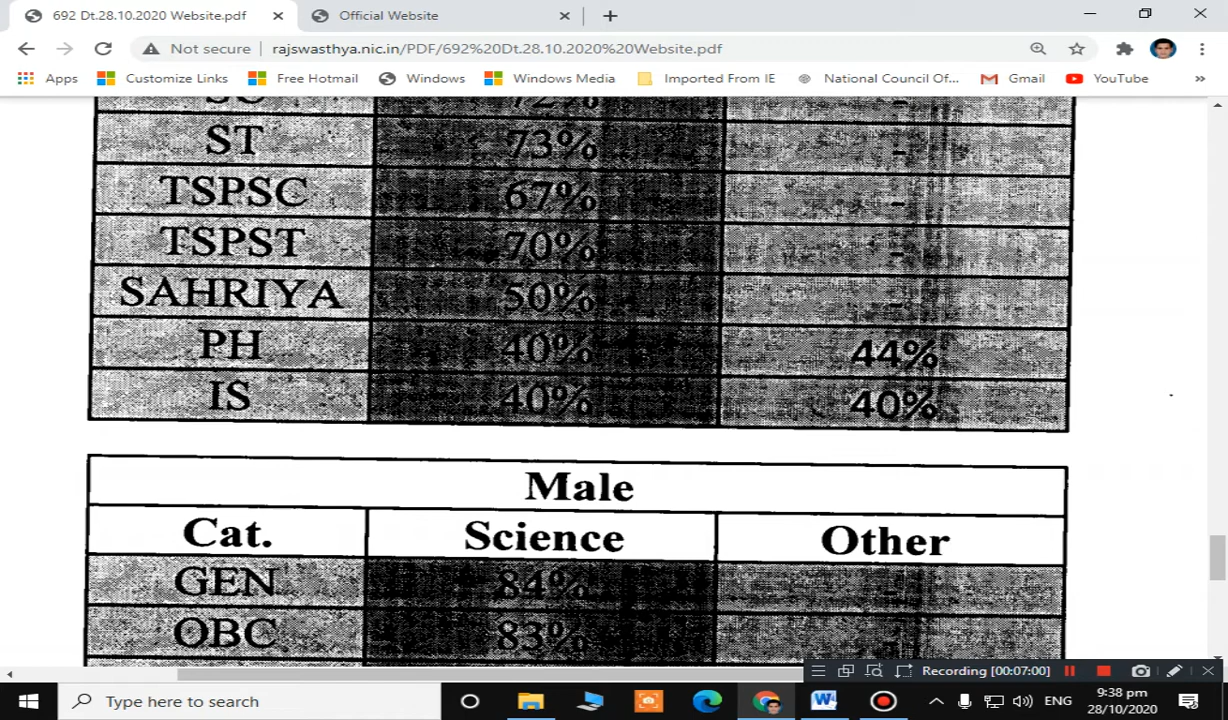 692 Dt.28.10.2020 Website.pdf
Official Website
Not secure
rajswasthya.nic.in/PDF/692%20Dt.28.10.2020%20Website.pdf
Apps
Customize Links
Free Hotmail
Windows
Windows Media
Imported From IE
National Council Of...
Gmail
YouTube
»
72% -
ST 73% -
TSPSC 67% -
TSPST 70% -
SAHRIYA 50% -
PH 40% 44%
IS 40% 40%
Male
Cat. Science Other
GEN 84%
OBC 83%
Recording [00:07:00]
Type here to search
ENG
9:38 pm
28/10/2020